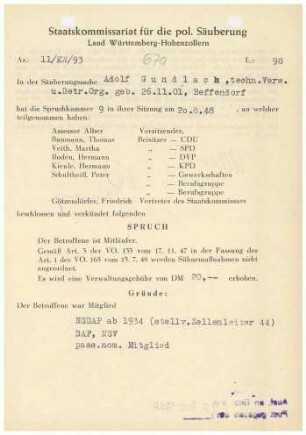 Staatskommissariat für die pol. Säuberung
Land Württemberg-Hohenzollern
Az.: 11/XII/93 670 L.: 98
In der Säuberungssache Adolf Gundlach, techn. Verw.
u.Betr.Org. geb. 26.11.01, Beffendorf
hat die Spruchkammer 9 in ihrer Sitzung am 20.8.48 , an welcher
teilgenommen haben:
Assessor Alber Vorsitzender,
Baumann, Thomas Beisitzer — CDU
Veith, Martha „ — SPD
Boden, Hermann „ — DVP
Kienle, Hermann „ — KPD
Schultheiß, Peter „ — Gewerkschaften
„ — Berufsgruppe
„ — Berufsgruppe
Götzendörfer, Friedrich Vertreter des Staatskommissars
beschlossen und verkündet folgenden
SPRUCH
Der Betroffene ist Mitläufer.
Gemäß Art. 3 der VO. 133 vom 17. 11. 47 in der Fassung des
Art. 1 der VO. 165 vom 13. 7. 48 werden Sühnemaßnahmen nicht
angeordnet.
Es wird eine Verwaltungsgebühr von DM 20,-- erhoben.
Gründe:
Der Betroffene war Mitglied
NSDAP ab 1934 (stellv.Zellenleiter 44)
DAF, NSV
pass.nom. Mitglied